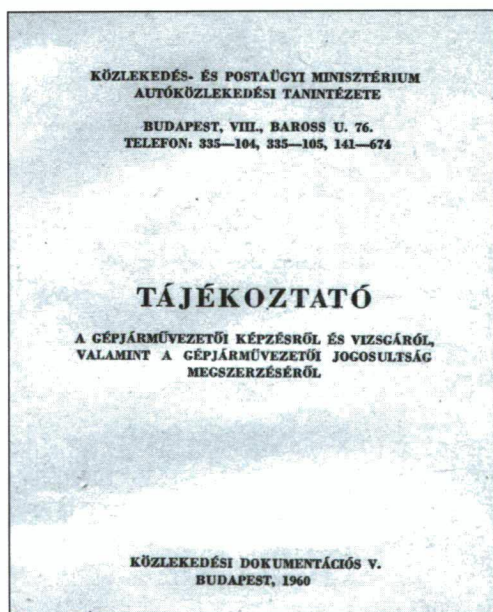 KÖZLEKEDÉS- ÉS POSTAÜGYI MINISZTÉRIUM
AUTÓKÖZLEKEDÉSI TANINTÉZETE
BUDAPEST, VIII., BAROSS U. 76.
TELEFON: 335—104, 335—105, 141—674
TÁJÉKOZTATÓ
A GÉPJÁRMŰVEZETŐI KÉPZÉSRŐL ÉS VIZSGÁRÓL,
VALAMINT A GÉPJÁRMŰVEZETŐI JOGOSULTSÁG
MEGSZERZÉSÉRŐL
KÖZLEKEDÉSI DOKUMENTÁCIÓS V.
BUDAPEST, 1960